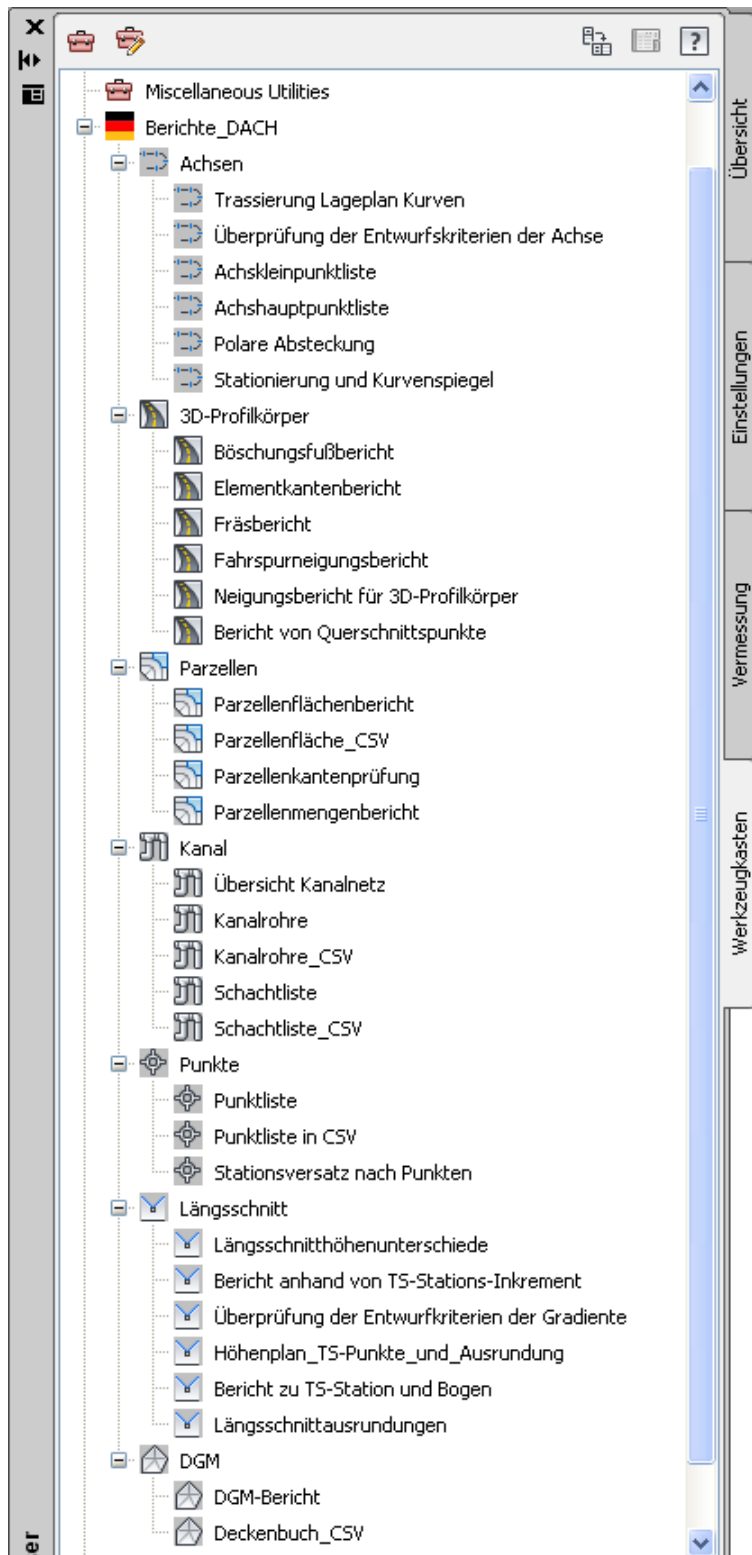 Miscellaneous Utilities
Berichte_DACH
Achsen
Trassierung Lageplan Kurven
Überprüfung der Entwurfskriterien der Achse
Achskleinpunktliste
Achshauptpunktliste
Polare Absteckung
Stationierung und Kurvenspiegel
3D-Profilkörper
Böschungsfußbericht
Elementkantenbericht
Fräsbericht
Fahrspurneigungsbericht
Neigungsbericht für 3D-Profilkörper
Bericht von Querschnittspunkte
Parzellen
Parzellenflächenbericht
Parzellenfläche_CSV
Parzellenkantenprüfung
Parzellenmengenbericht
Kanal
Übersicht Kanalnetz
Kanalrohre
Kanalrohre_CSV
Schachtliste
Schachtliste_CSV
Punkte
Punktliste
Punktliste in CSV
Stationsversatz nach Punkten
Längsschnitt
Längsschnitthöhenunterschiede
Bericht anhand von TS-Stations-Inkrement
Überprüfung der Entwurfkriterien der Gradiente
Höhenplan_TS-Punkte_und_Ausrundung
Bericht zu TS-Station und Bogen
Längsschnittausrundungen
DGM
DGM-Bericht
Deckenbuch_CSV
Übersicht
Einstellungen
Vermessung
Werkzeugkasten
er